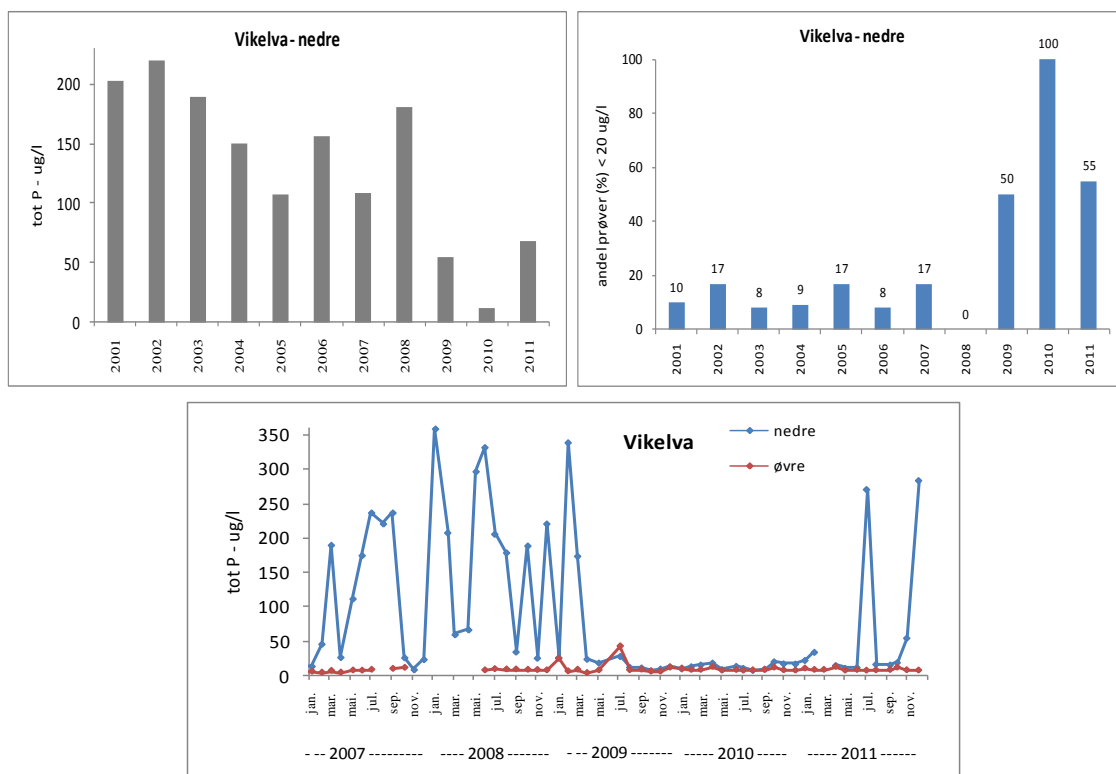 Vikelva- nedre
tot P - ug/l
200
150
100
50
0
2001 2002 2003 2004 2005 2006 2007 2008 2009 2010 2011
Vikelva- nedre
andel prøver (%) < 20 ug/l
100
80
60
40
20
0
10 17 8 9 17 8 17 0 50 100 55
2001 2002 2003 2004 2005 2006 2007 2008 2009 2010 2011
Vikelva
nedre
øvre
tot P - ug/l
350
300
250
200
150
100
50
0
jan. mar. mai. jul. sep. nov. jan. mar. mai. jul. sep. nov. jan. mar. mai. jul. sep. nov. jan. mar. mai. jul. sep. nov. jan. mar. mai. jul. sep. nov.
- --- 2007 ---------- ----- 2008 -------- ----- 2009 -------- ----- 2010 -------- ----- 2011 --------